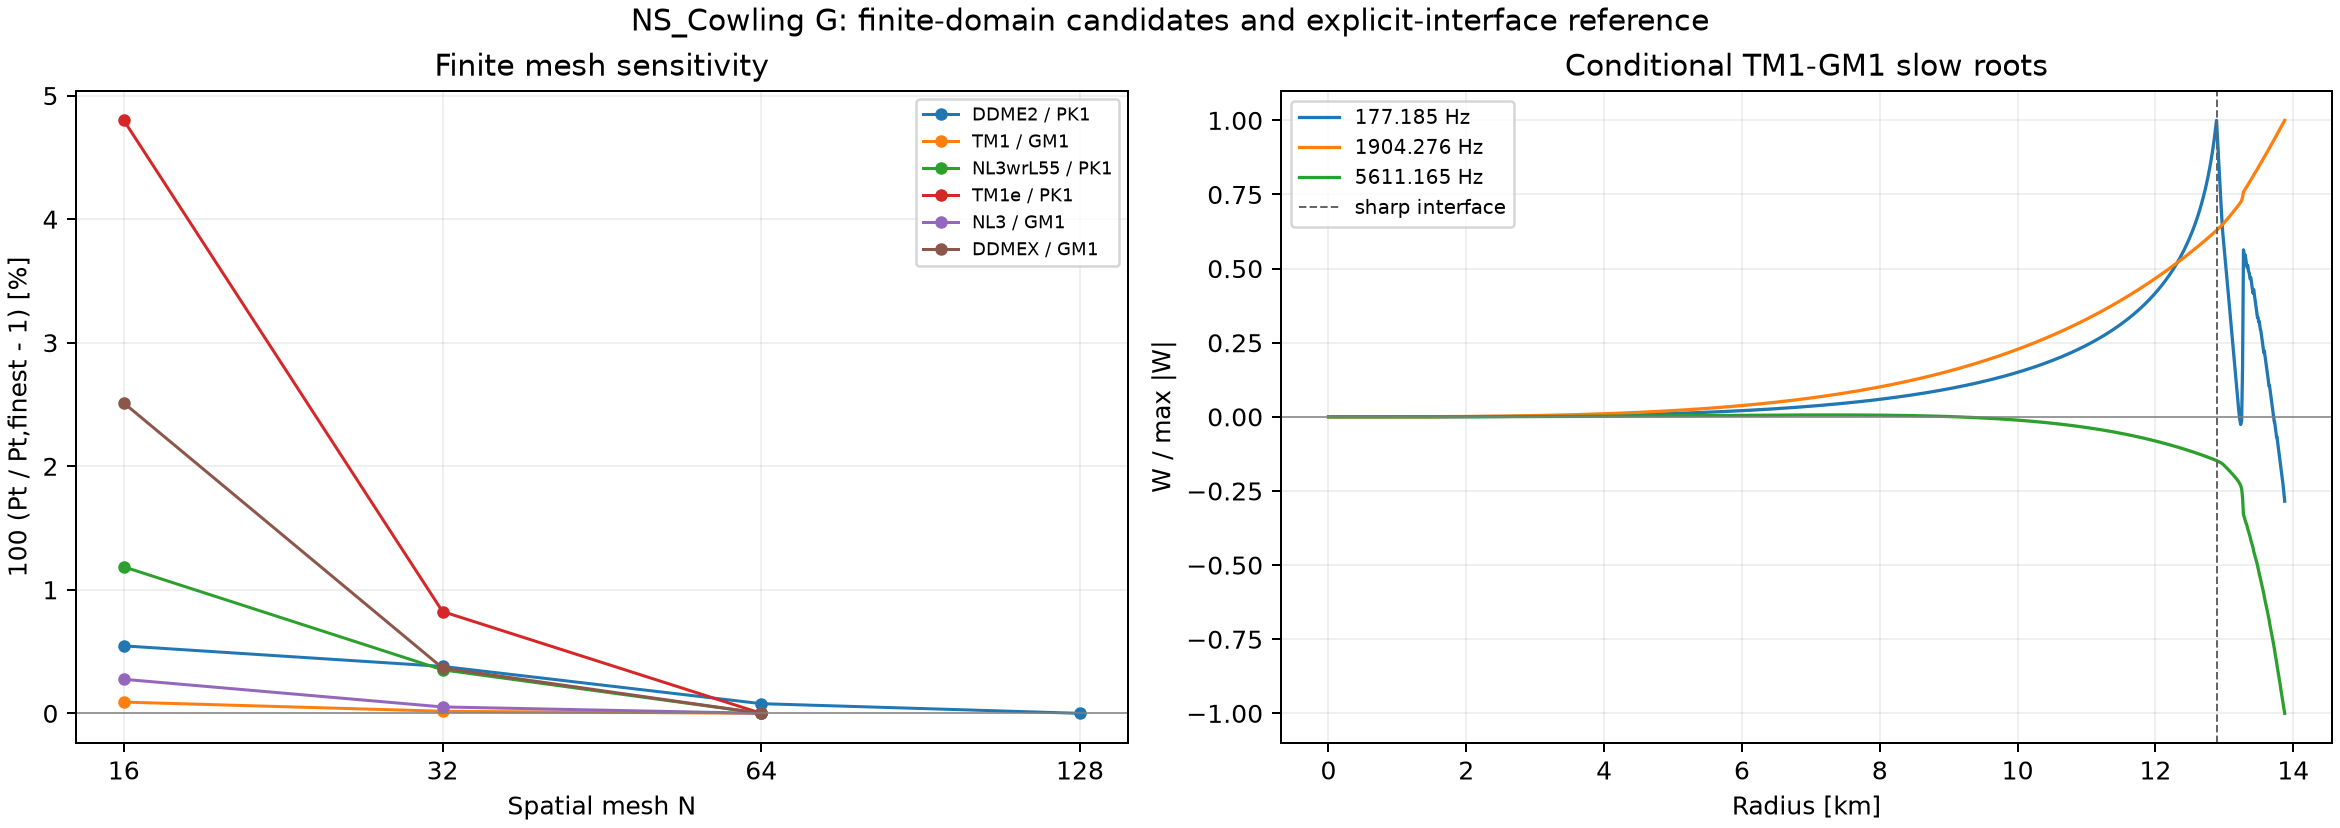 NS_Cowling G: finite-domain candidates and explicit-interface reference
Finite mesh sensitivity
100 (Pt / Pt,finest - 1) [%]
5
4
3
2
1
0
DDME2 / PK1
TM1 / GM1
NL3wrL55 / PK1
TM1e / PK1
NL3 / GM1
DDMEX / GM1
16
32
64
128
Spatial mesh N
Conditional TM1-GM1 slow roots
W / max |W|
1.00
0.75
0.50
0.25
0.00
−0.25
−0.50
−0.75
−1.00
177.185 Hz
1904.276 Hz
5611.165 Hz
sharp interface
0
2
4
6
8
10
12
14
Radius [km]